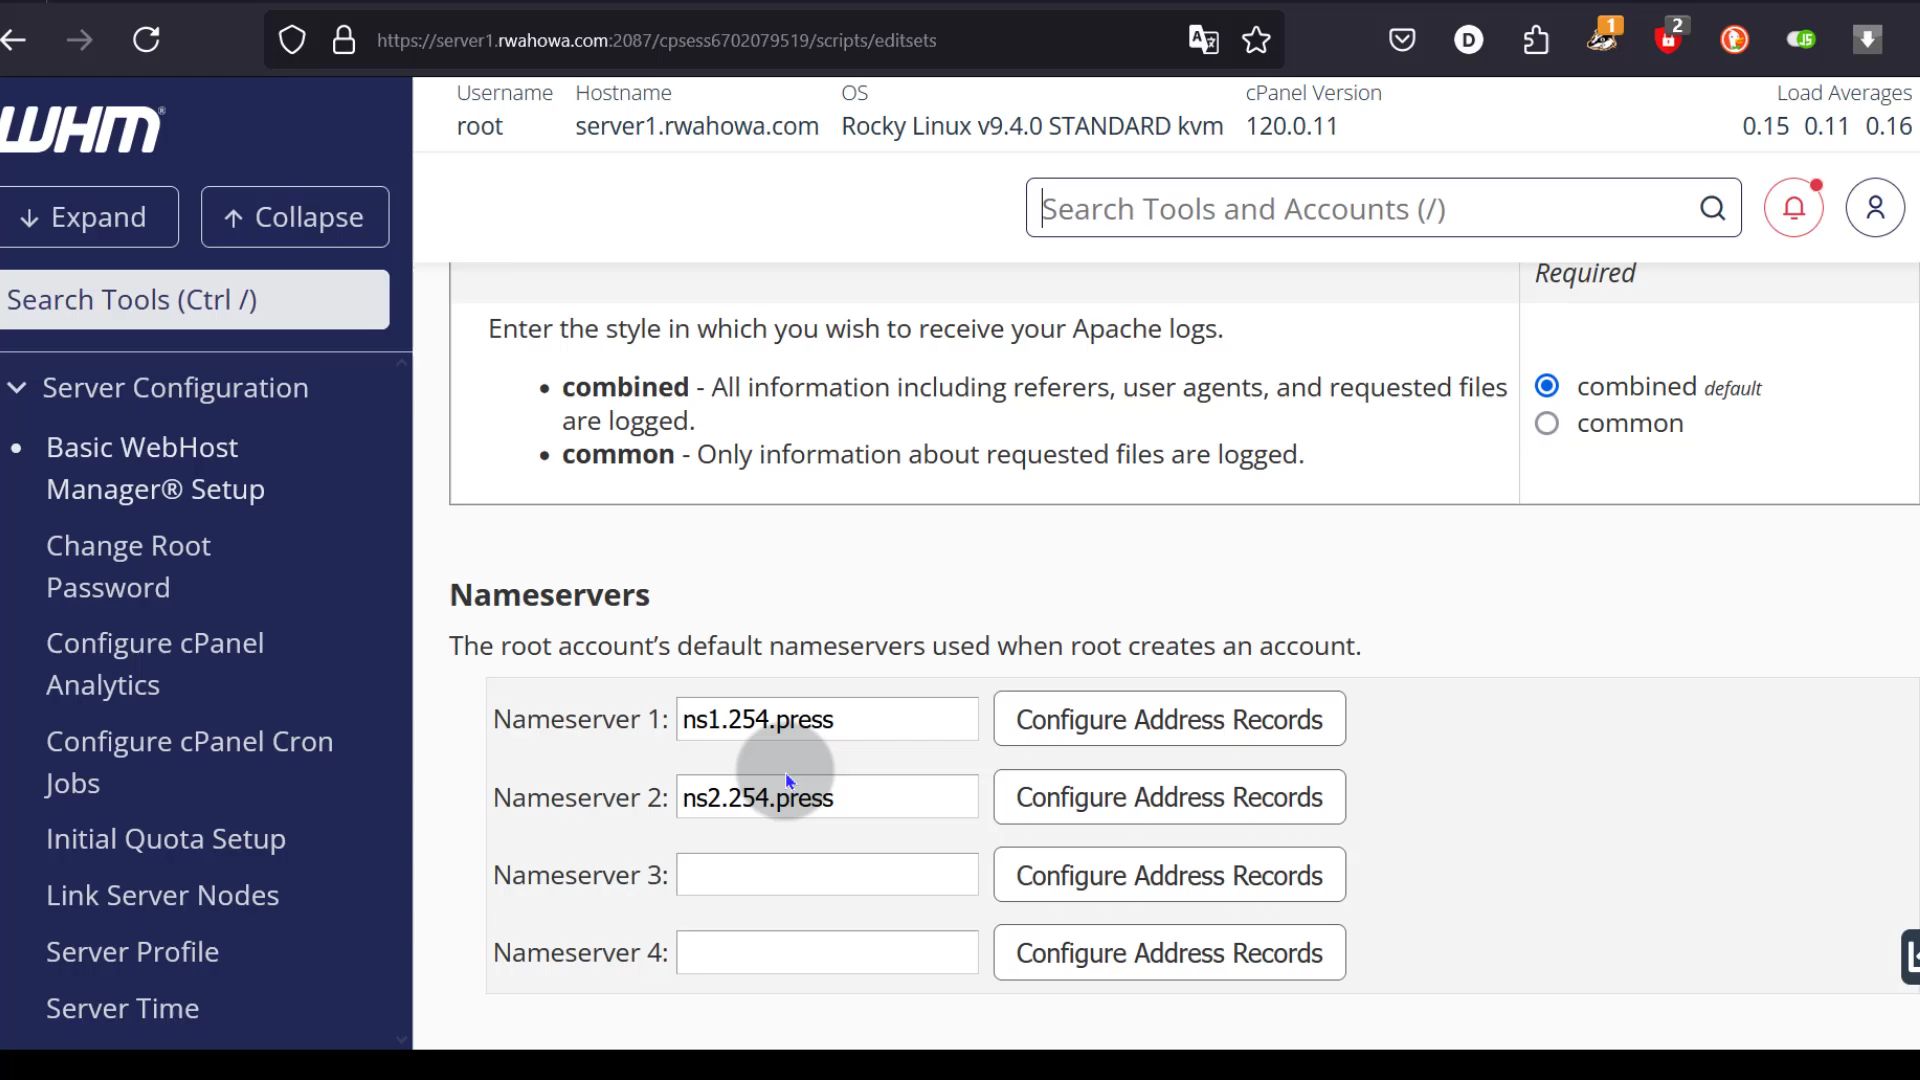 https://server1.rwahowa.com:2087/cpsess6702079519/scripts/editsets
D
1
2
JS
WHM®
Username Hostname OS cPanel Version Load Averages
root server1.rwahowa.com Rocky Linux v9.4.0 STANDARD kvm 120.0.11 0.15 0.11 0.16
Expand
Collapse
Search Tools and Accounts (/)
Search Tools (Ctrl /)
Server Configuration
Basic WebHost
Manager® Setup
Change Root
Password
Configure cPanel
Analytics
Configure cPanel Cron
Jobs
Initial Quota Setup
Link Server Nodes
Server Profile
Server Time
Required
Enter the style in which you wish to receive your Apache logs.
• combined - All information including referers, user agents, and requested files
are logged.
• common - Only information about requested files are logged.
combined default
common
Nameservers
The root account’s default nameservers used when root creates an account.
Nameserver 1: ns1.254.press Configure Address Records
Nameserver 2: ns2.254.press Configure Address Records
Nameserver 3: Configure Address Records
Nameserver 4: Configure Address Records